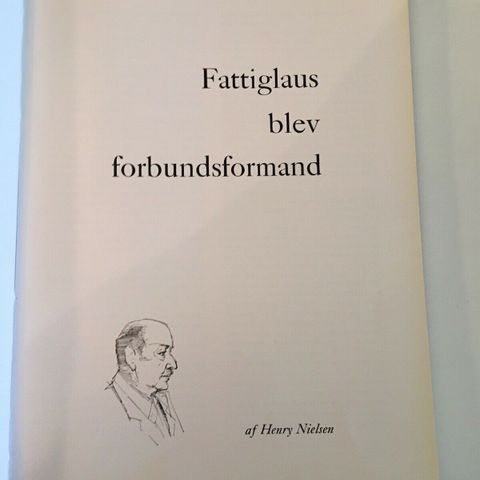 Fattiglaus
blev
forbundsformand
af Henry Nielsen